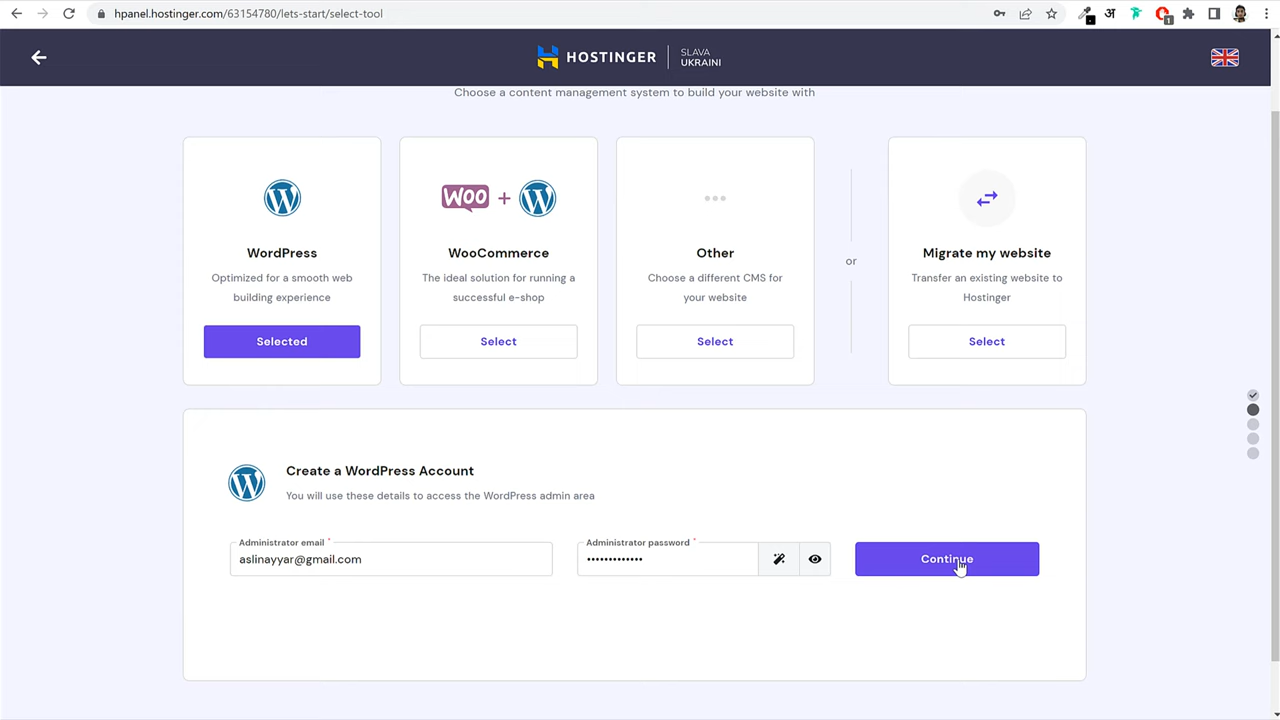 hpanel.hostinger.com/63154780/lets-start/select-tool
अ
1
HOSTINGER
SLAVA
UKRAINI
Choose a content management system to build your website with
WordPress
Optimized for a smooth web
building experience
Selected
WOO + W
WooCommerce
The ideal solution for running a
successful e-shop
Select
Other
Choose a different CMS for
your website
Select
or
Migrate my website
Transfer an existing website to
Hostinger
Select
Create a WordPress Account
You will use these details to access the WordPress admin area
Administrator email *
aslinayyar@gmail.com
Administrator password *
•••••••••••••
Continue